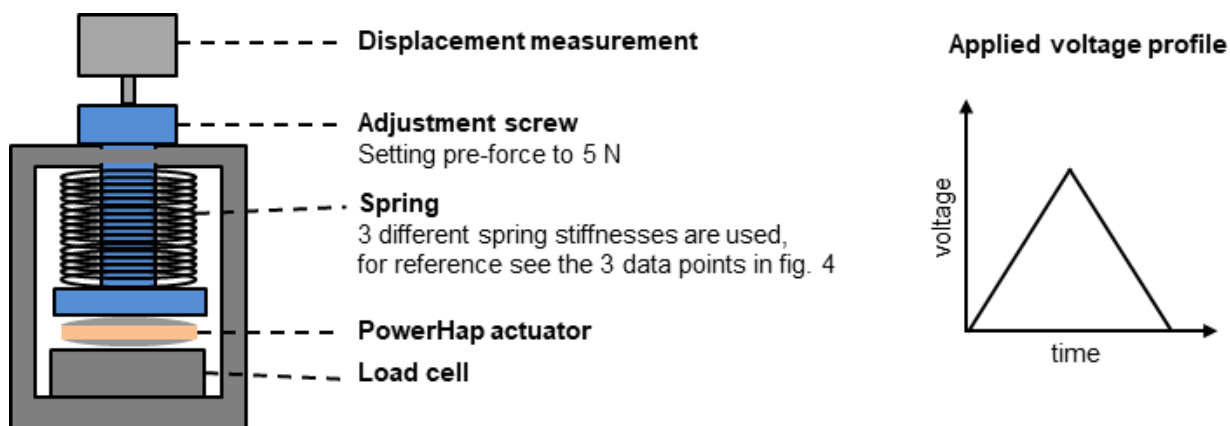 Displacement measurement
Adjustment screw
Setting pre-force to 5 N
Spring
3 different spring stiffnesses are used,
for reference see the 3 data points in fig. 4
PowerHap actuator
Load cell
Applied voltage profile
voltage
time